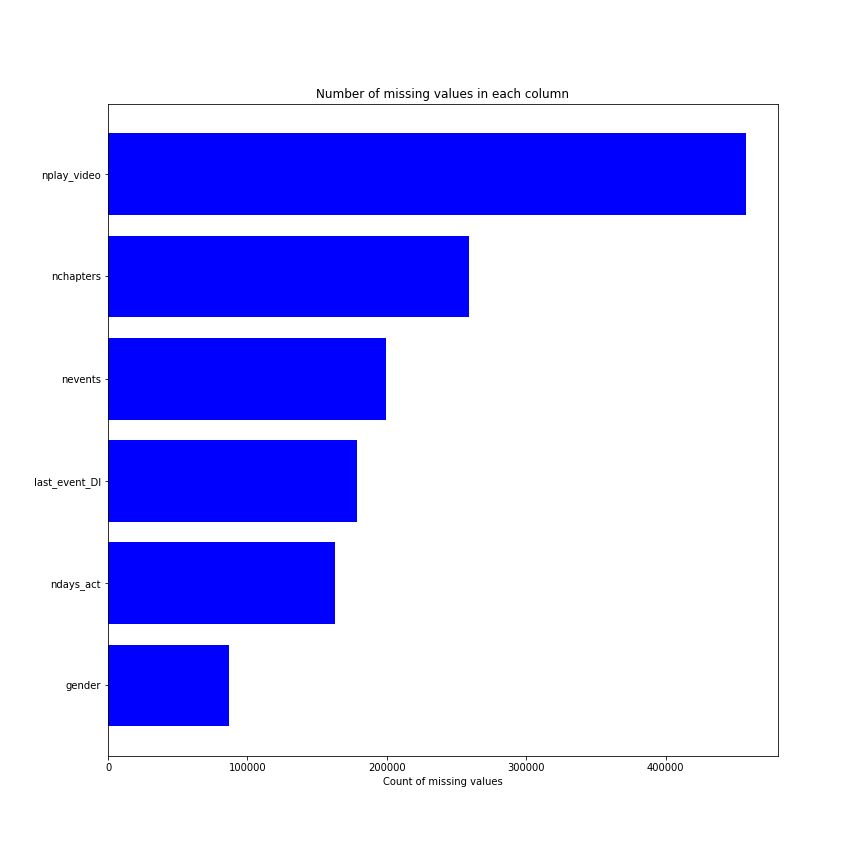 Number of missing values in each column
nplay_video
nchapters
nevents
last_event_DI
ndays_act
gender
0 100000 200000 300000 400000
Count of missing values